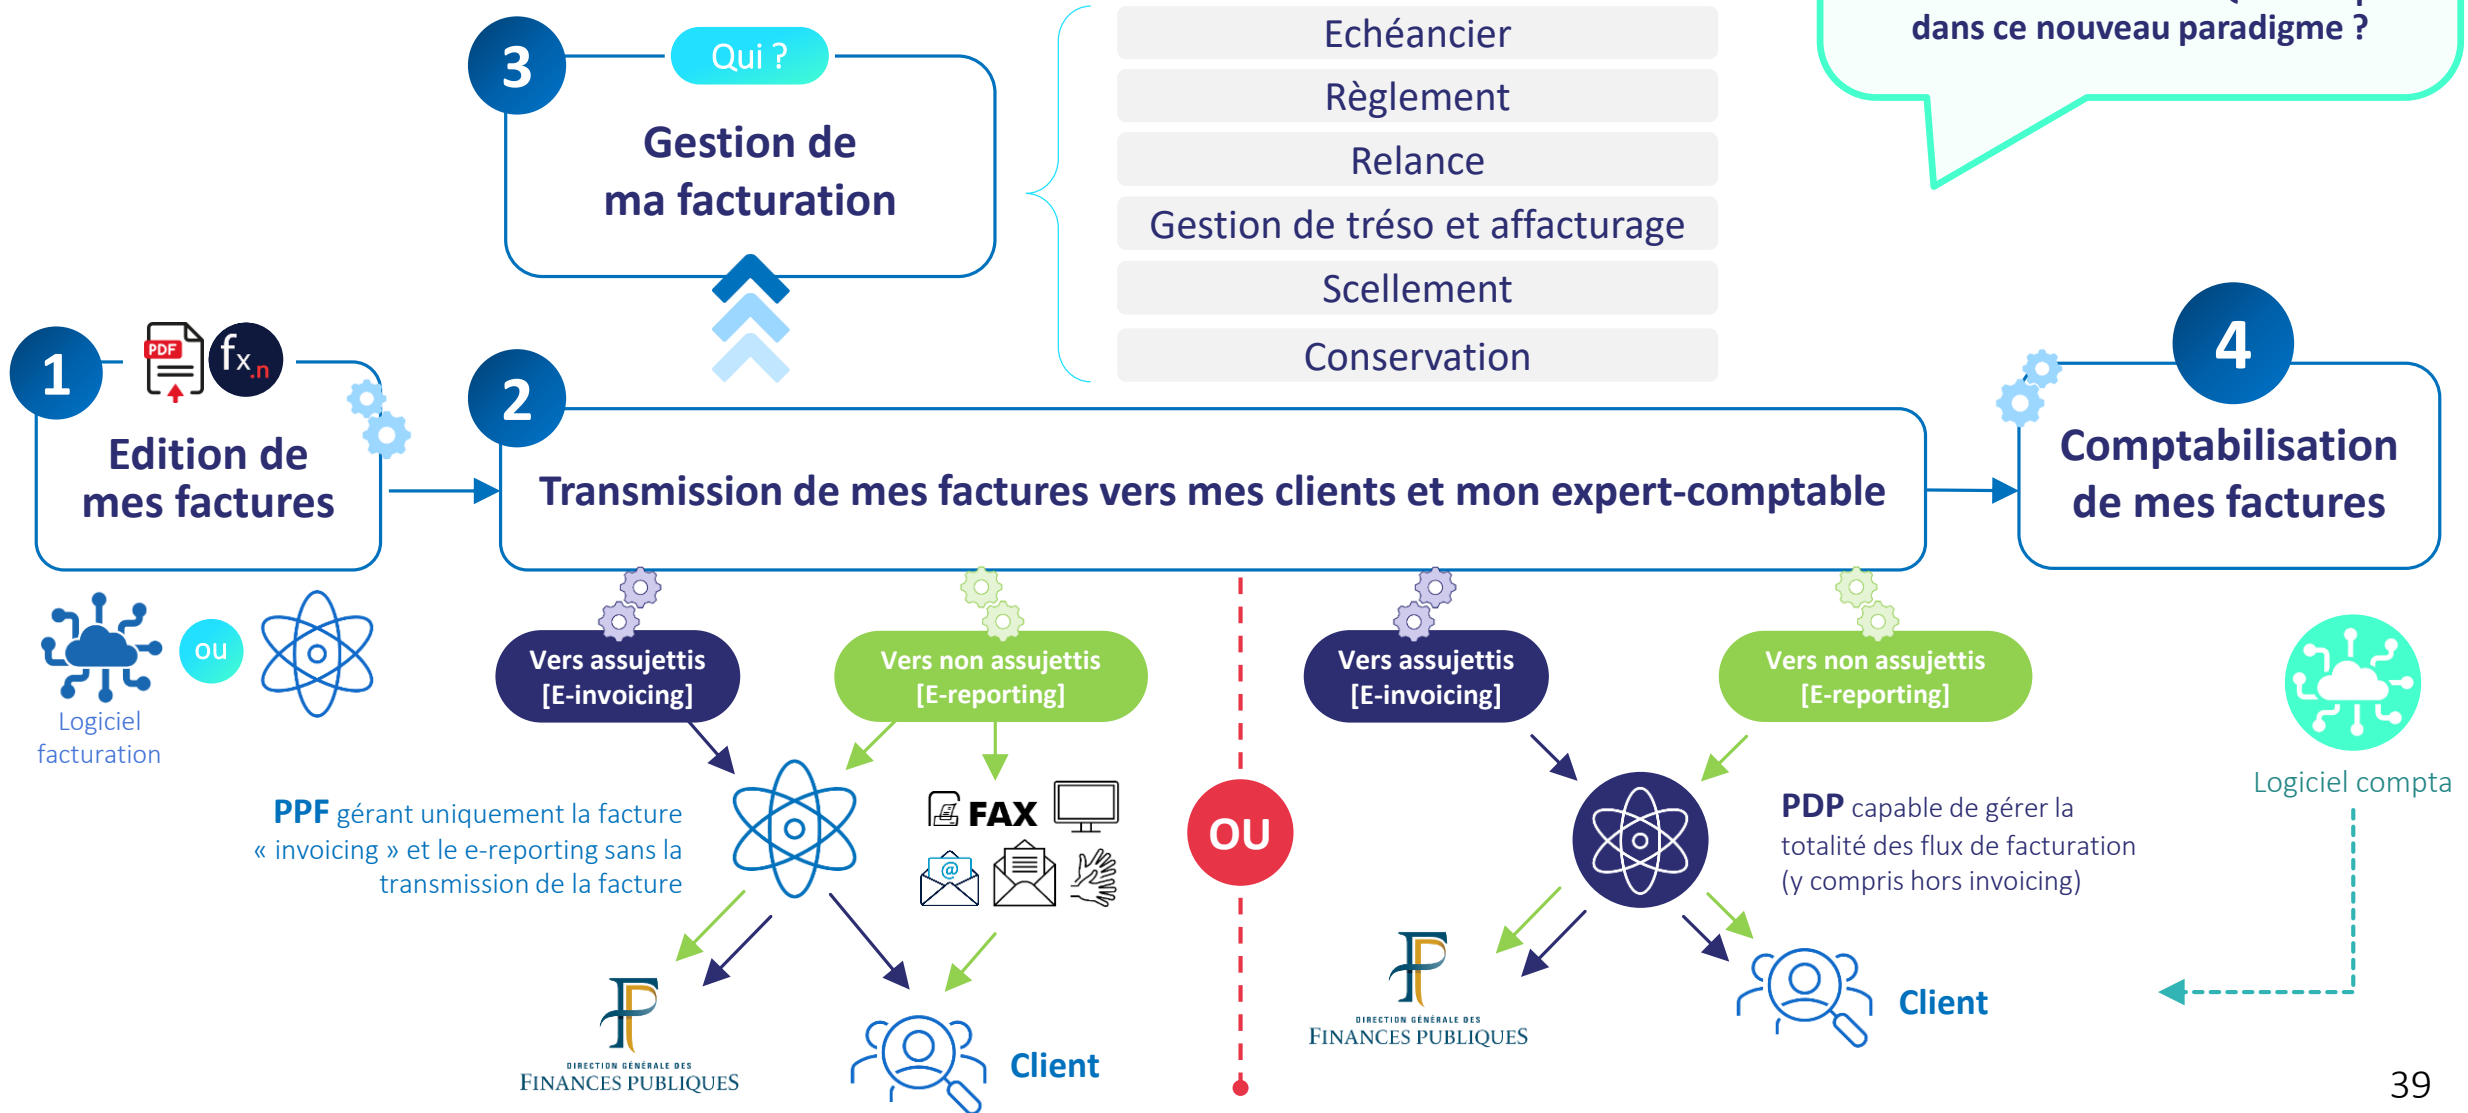 dans ce nouveau paradigme ?
3
Qui ?
Gestion de
ma facturation
Echéancier
Règlement
Relance
Gestion de tréso et affacturage
Scellement
Conservation
1
PDF
fx.n
Edition de
mes factures
2
Transmission de mes factures vers mes clients et mon expert-comptable
4
Comptabilisation
de mes factures
ou
Logiciel
facturation
Vers assujettis
[E-invoicing]
Vers non assujettis
[E-reporting]
PPF gérant uniquement la facture
« invoicing » et le e-reporting sans la
transmission de la facture
FAX
@
DIRECTION GÉNÉRALE DES
FINANCES PUBLIQUES
Client
OU
Vers assujettis
[E-invoicing]
Vers non assujettis
[E-reporting]
PDP capable de gérer la
totalité des flux de facturation
(y compris hors invoicing)
DIRECTION GÉNÉRALE DES
FINANCES PUBLIQUES
Client
Logiciel compta
39